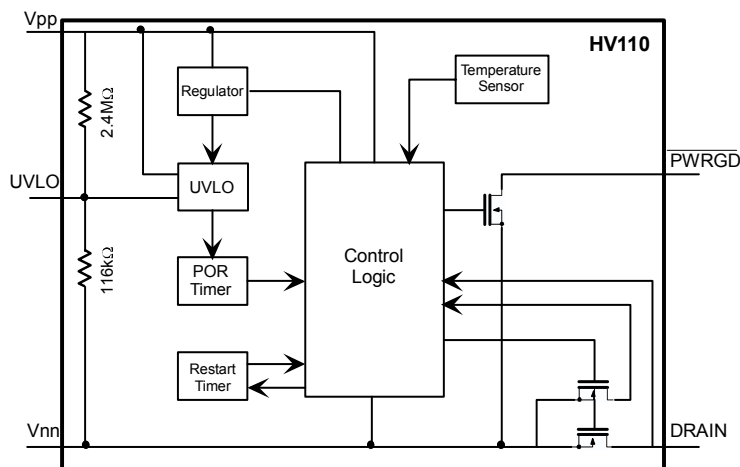 Vpp
HV110
Regulator
Temperature
Sensor
2.4MΩ
PWRGD
UVLO
UVLO
116kΩ
POR
Timer
Control
Logic
Restart
Timer
Vnn
DRAIN